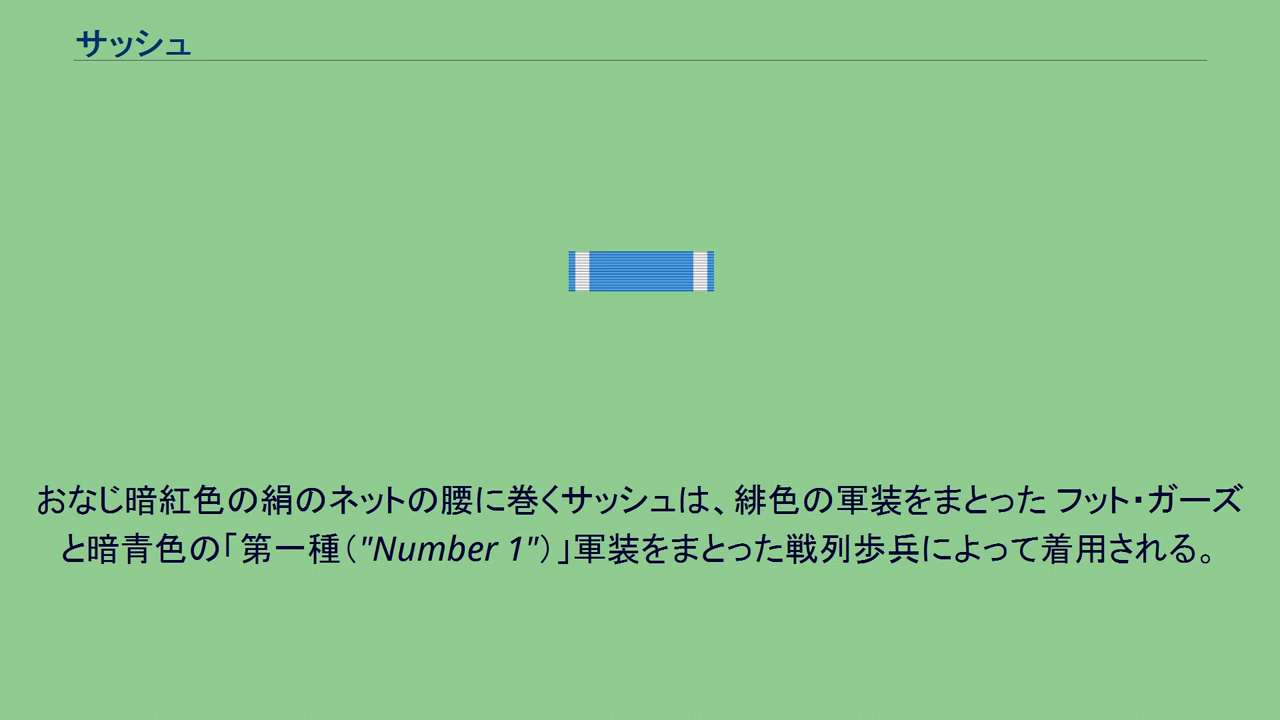 サッシュ
おなじ暗紅色の絹のネットの腰に巻くサッシュは、緋色の軍装をまとった フット・ガーズ
と暗青色の「第一種（"Number 1"）」軍装をまとった戦列歩兵によって着用される。